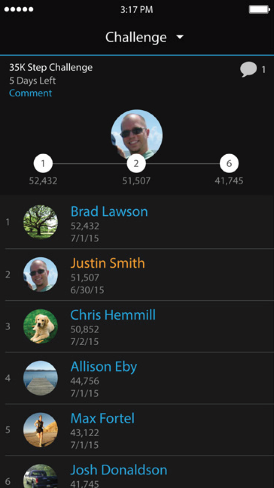 3:17 PM
Challenge
35K Step Challenge
1
5 Days Left
Comment
1 2 6
52,432 51,507 41,745
1
Brad Lawson
52,432
7/1/15
2
Justin Smith
51,507
6/30/15
3
Chris Hemmill
50,852
7/2/15
4
Allison Eby
44,756
7/1/15
5
Max Fortel
43,122
7/1/15
6
Josh Donaldson
41,745